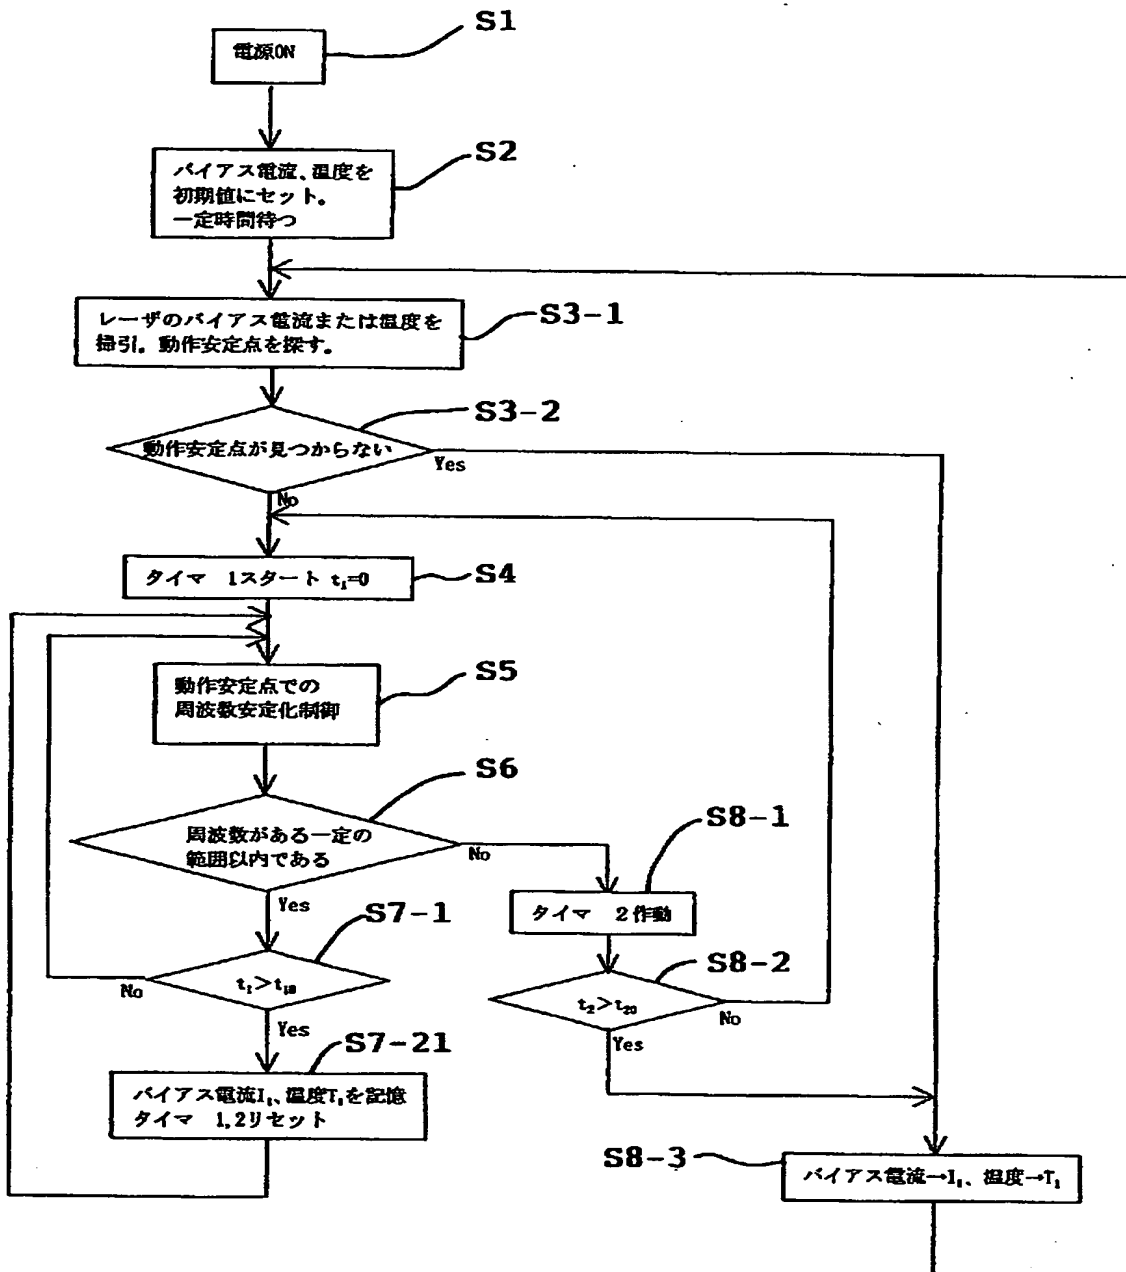 S1
電源ON
S2
バイアス電流、温度を
初期値にセット。
一定時間待つ
S3-1
レーザのバイアス電流または温度を
掃引。動作安定点を探す。
S3-2
動作安定点が見つからない
Yes
No
タイマ 1スタート t₁=0
S4
S5
動作安定点での
周波数安定化制御
S6
周波数がある一定の
範囲以内である
No
Yes
S8-1
タイマ 2作動
S7-1
S8-2
No
Yes
t₂>t₂₀
No
Yes
S7-21
バイアス電流I₁、温度T₁を記憶
タイマ 1,2リセット
S8-3
バイアス電流→I₁、温度→T₁